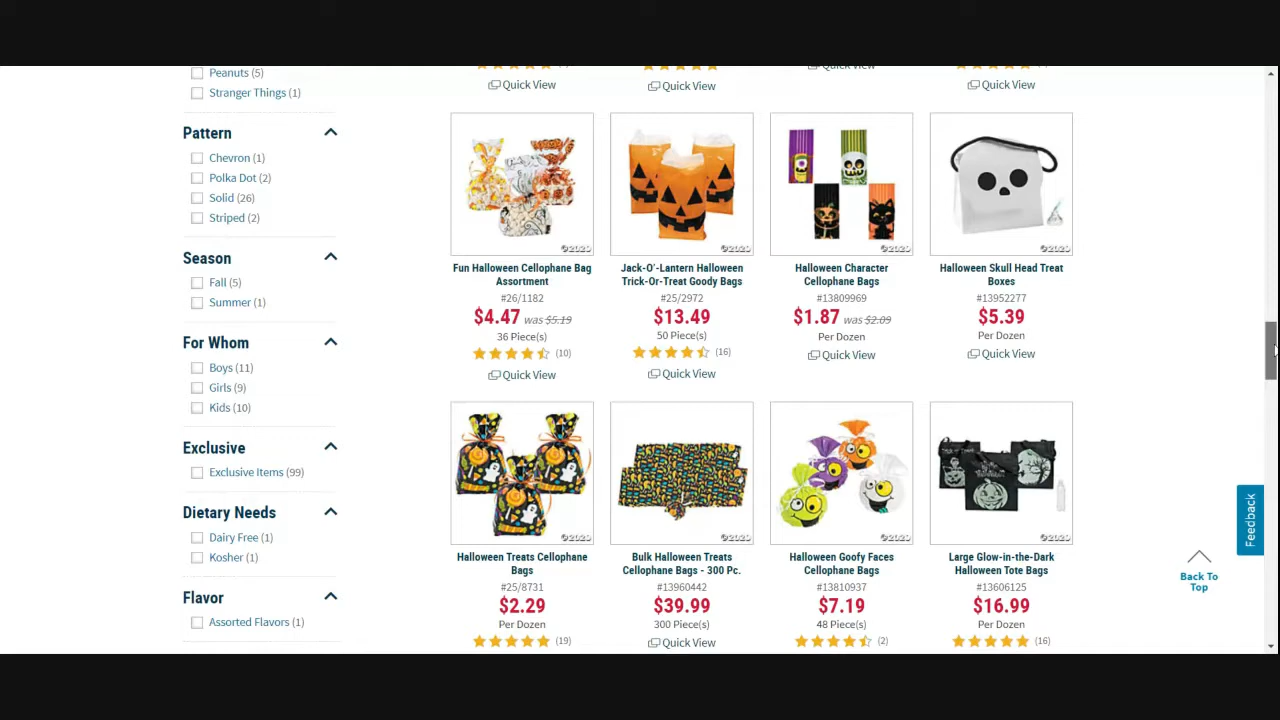 Peanuts (5)
Stranger Things (1)
Pattern
Chevron (1)
Polka Dot (2)
Solid (26)
Striped (2)
Season
Fall (5)
Summer (1)
For Whom
Boys (11)
Girls (9)
Kids (10)
Exclusive
Exclusive Items (99)
Dietary Needs
Dairy Free (1)
Kosher (1)
Flavor
Assorted Flavors (1)
Quick View
Quick View
Quick View
Quick View
©2020
Fun Halloween Cellophane Bag
Assortment
#26/1182
$4.47 was $5.19
36 Piece(s)
(10)
Quick View
©2020
Jack-O'-Lantern Halloween
Trick-Or-Treat Goody Bags
#25/2972
$13.49
50 Piece(s)
(16)
Quick View
©2020
Halloween Character
Cellophane Bags
#13809969
$1.87 was $2.09
Per Dozen
Quick View
©2020
Halloween Skull Head Treat
Boxes
#13952277
$5.39
Per Dozen
Quick View
©2020
Halloween Treats Cellophane
Bags
#25/8731
$2.29
Per Dozen
(19)
©2020
Bulk Halloween Treats
Cellophane Bags - 300 Pc.
#13960442
$39.99
300 Piece(s)
Quick View
©2020
Halloween Goofy Faces
Cellophane Bags
#13810937
$7.19
48 Piece(s)
(2)
©2020
Large Glow-in-the-Dark
Halloween Tote Bags
#13606125
$16.99
Per Dozen
(16)
Feedback
Back To
Top